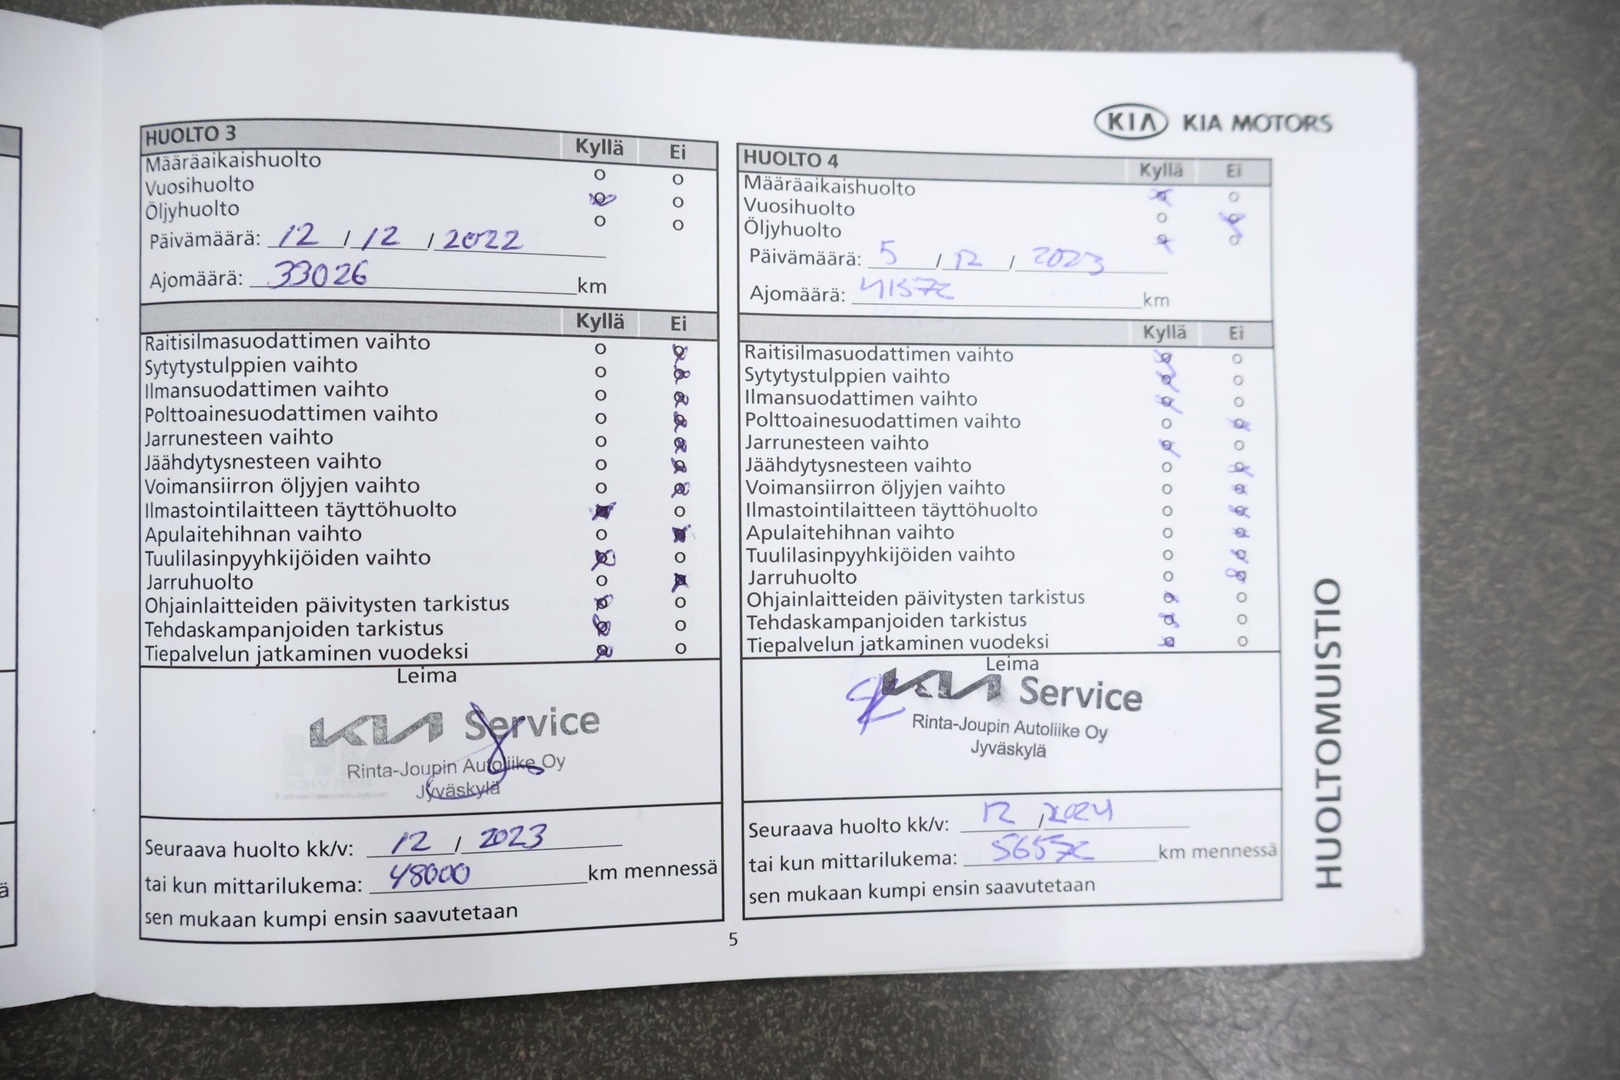 KIA KIA MOTORS
HUOLTO 3 Kyllä Ei
Määräaikaishuolto o o
Vuosihuolto o o
Öljyhuolto o o
Päivämäärä: 12 / 12 / 2022
Ajomäärä: 33026 km
Kyllä Ei
Raitisilmasuodattimen vaihto o o
Sytytystulppien vaihto o o
Ilmansuodattimen vaihto o o
Polttoainesuodattimen vaihto o o
Jarrunesteen vaihto o o
Jäähdytysnesteen vaihto o o
Voimansiirron öljyjen vaihto o o
Ilmastointilaitteen täyttöhuolto o o
Apulaitehihnan vaihto o o
Tuulilasinpyyhkijöiden vaihto o o
Jarruhuolto o o
Ohjainlaitteiden päivitysten tarkistus o o
Tehdaskampanjoiden tarkistus o o
Tiepalvelun jatkaminen vuodeksi o o
Leima
KIA Service
Rinta-Joupin Autoliike Oy
Jyväskylä
Seuraava huolto kk/v: 12 / 2023
tai kun mittarilukema: 48000 km mennessä
sen mukaan kumpi ensin saavutetaan
HUOLTO 4 Kyllä Ei
Määräaikaishuolto o o
Vuosihuolto o o
Öljyhuolto o o
Päivämäärä: 5 / 12 / 2023
Ajomäärä: 41572 km
Kyllä Ei
Raitisilmasuodattimen vaihto o o
Sytytystulppien vaihto o o
Ilmansuodattimen vaihto o o
Polttoainesuodattimen vaihto o o
Jarrunesteen vaihto o o
Jäähdytysnesteen vaihto o o
Voimansiirron öljyjen vaihto o o
Ilmastointilaitteen täyttöhuolto o o
Apulaitehihnan vaihto o o
Tuulilasinpyyhkijöiden vaihto o o
Jarruhuolto o o
Ohjainlaitteiden päivitysten tarkistus o o
Tehdaskampanjoiden tarkistus o o
Tiepalvelun jatkaminen vuodeksi o o
Leima
KIA Service
Rinta-Joupin Autoliike Oy
Jyväskylä
Seuraava huolto kk/v: 12 / 2024
tai kun mittarilukema: 56572 km mennessä
sen mukaan kumpi ensin saavutetaan
HUOLTOMUISTIO
5
ä